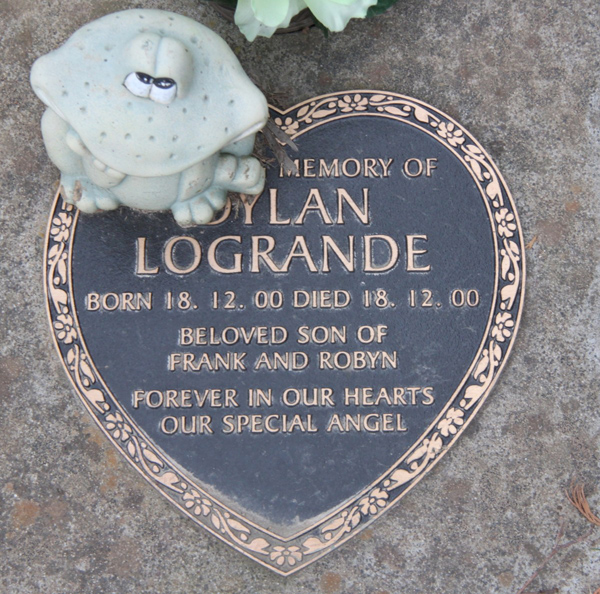 MEMORY OF
DYLAN
LOGRANDE
BORN 18. 12. 00 DIED 18. 12. 00
BELOVED SON OF
FRANK AND ROBYN
FOREVER IN OUR HEARTS
OUR SPECIAL ANGEL